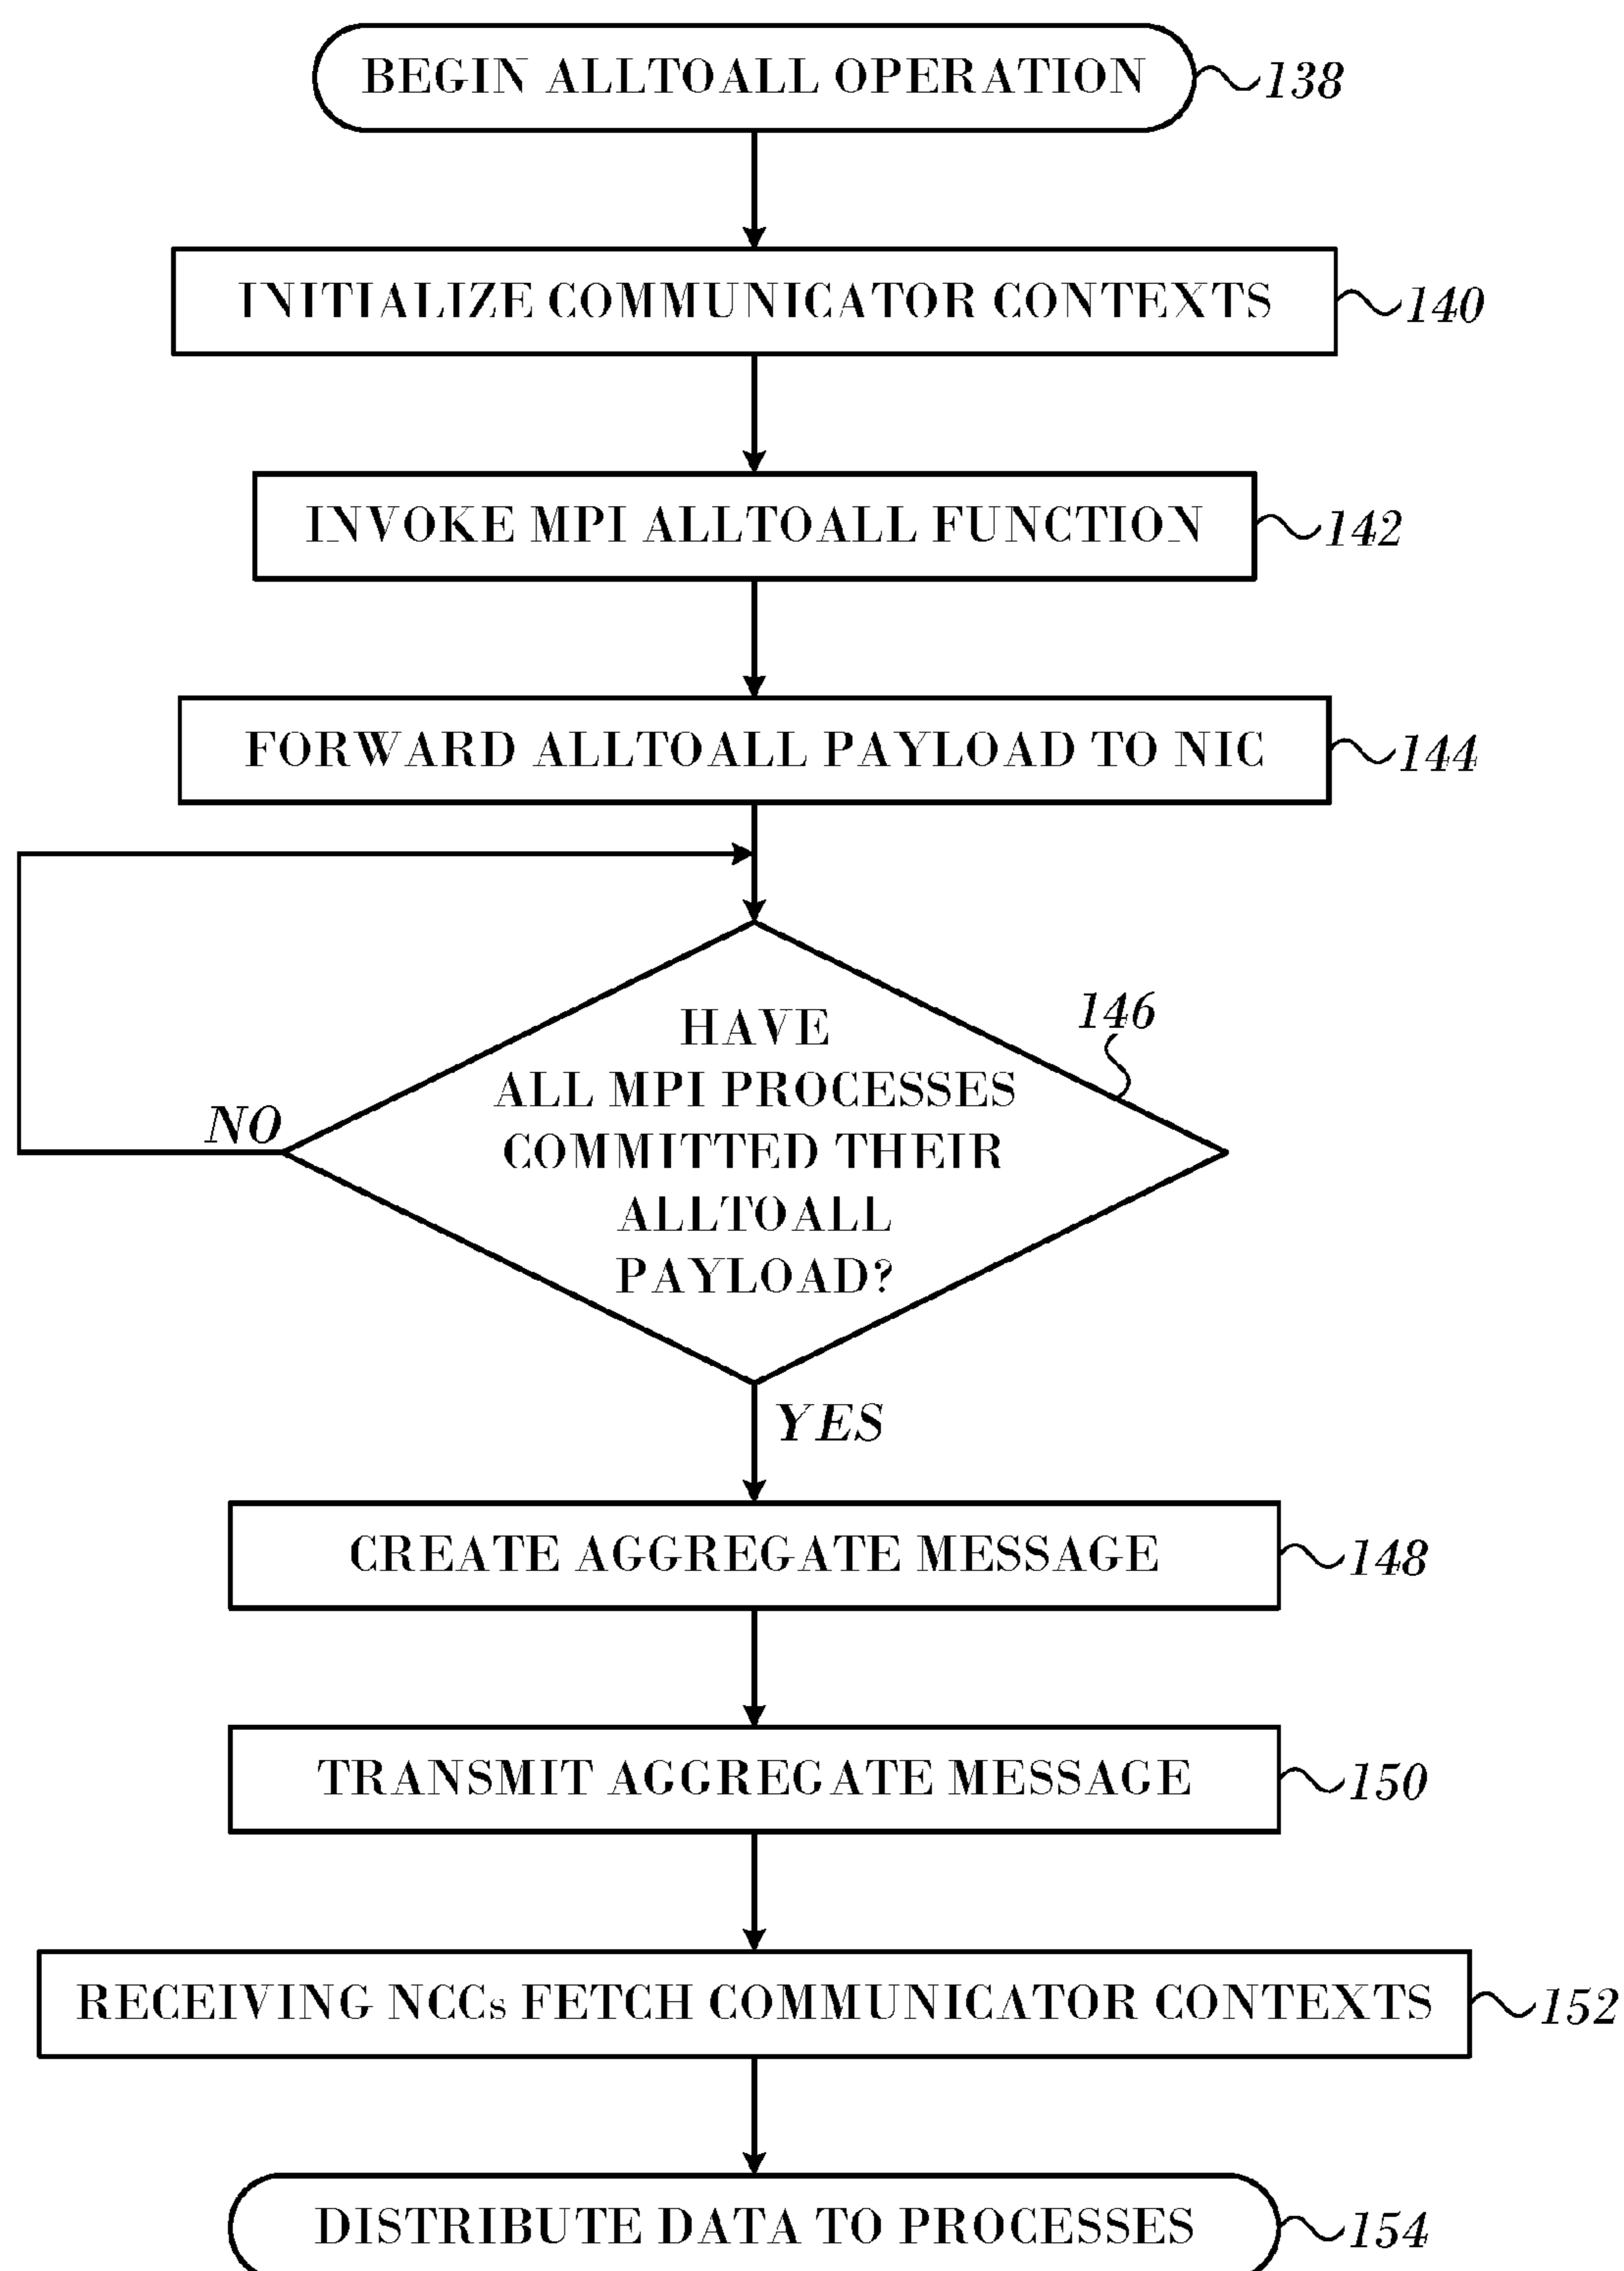 BEGIN ALLTOALL OPERATION
138
INITIALIZE COMMUNICATOR CONTEXTS
140
INVOKE MPI ALLTOALL FUNCTION
142
FORWARD ALLTOALL PAYLOAD TO NIC
144
146
HAVE
ALL MPI PROCESSES
COMMITTED THEIR
ALLTOALL
PAYLOAD?
NO
YES
CREATE AGGREGATE MESSAGE
148
TRANSMIT AGGREGATE MESSAGE
150
RECEIVING NCCs FETCH COMMUNICATOR CONTEXTS
152
DISTRIBUTE DATA TO PROCESSES
154